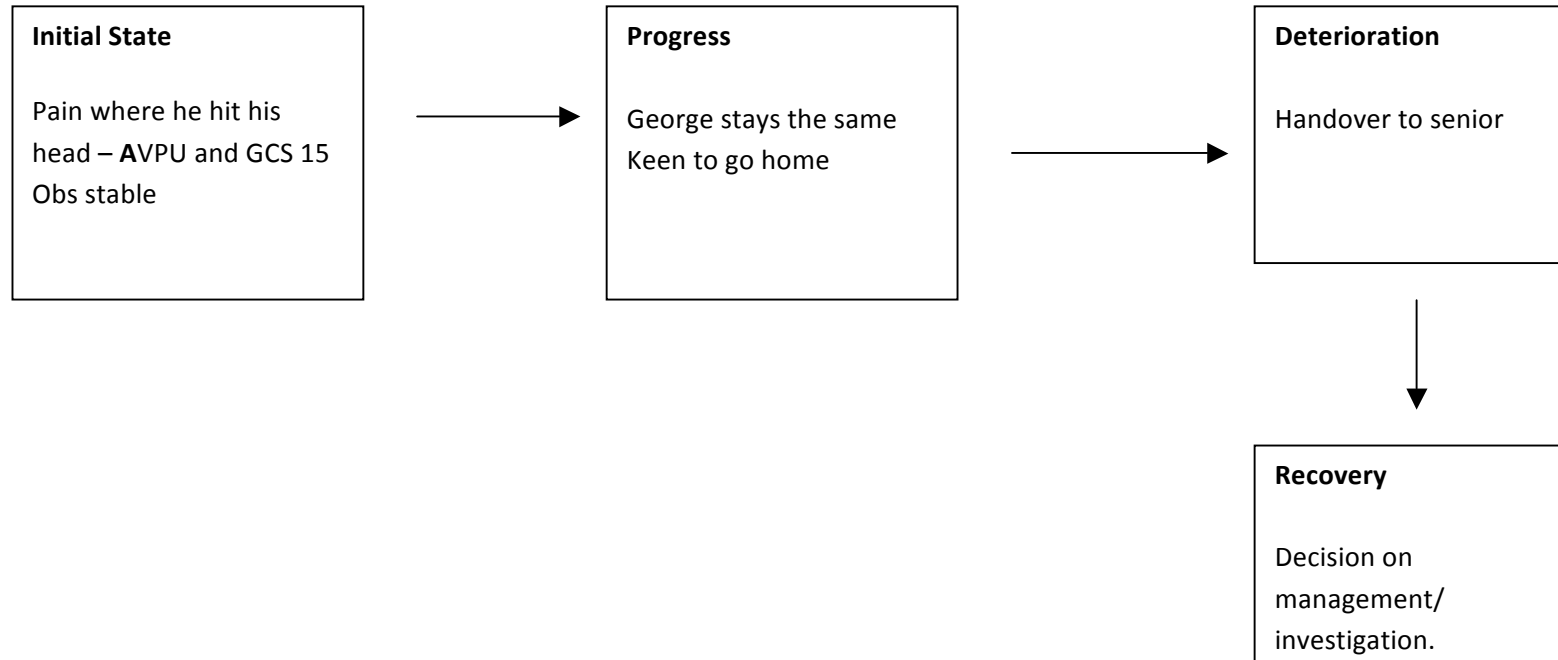 Initial State
Pain where he hit his
head – AVPU and GCS 15
Obs stable
Progress
George stays the same
Keen to go home
Deterioration
Handover to senior
Recovery
Decision on
management/
investigation.